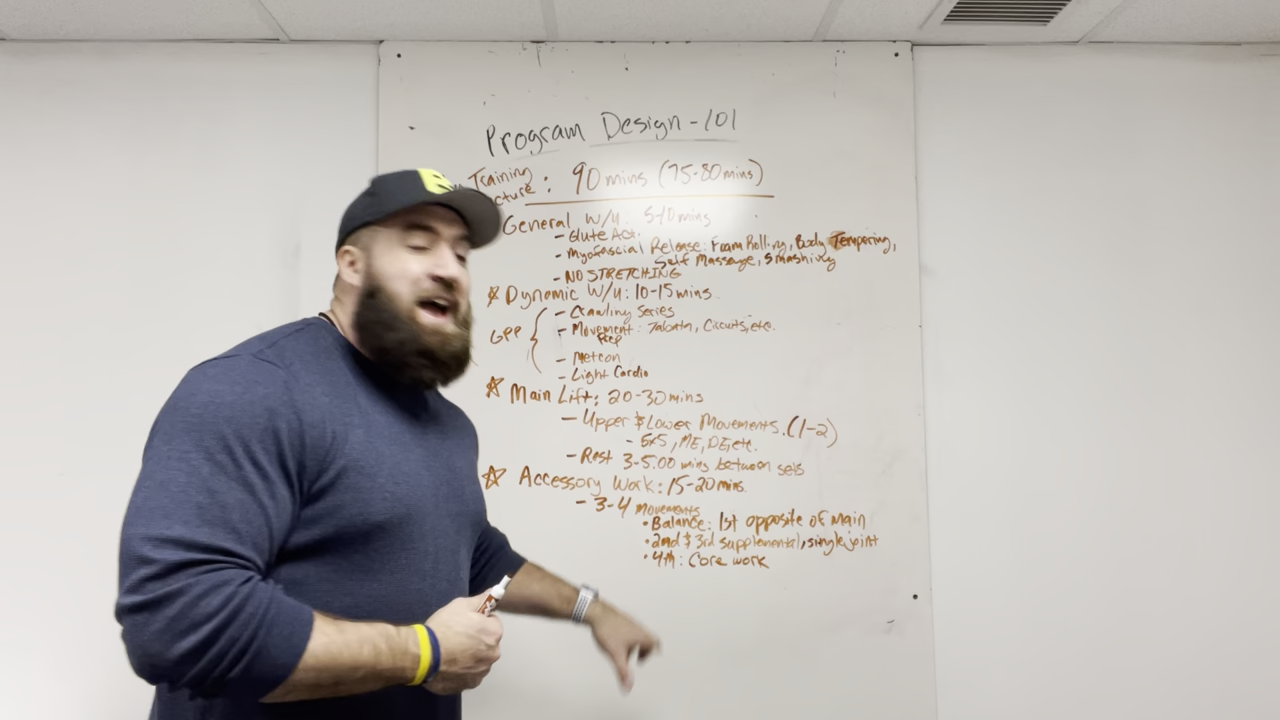 Program Design - 101
Training
cture : 90 mins (75-80 mins)
General W/U: 5-10 mins
- Glute Act.
- Myofascial Release: Foam Rolling, Body Tempering,
Self Massage, Smashing
- NO STRETCHING
☆ Dynamic W/U: 10-15 mins
- Crawling Series
GPP { - Movement : Tabata, Circuits, etc.
Prep
- Metcon
- Light Cardio
☆ Main Lift: 20-30 mins
- Upper & Lower Movements. (1-2)
- 5x5, ME, DE, etc.
- Rest 3-5:00 mins between sets
☆ Accessory Work: 15-20 mins.
- 3-4 movements
• Balance: 1st opposite of main
• 2nd & 3rd supplemental, single joint
• 4th: Core work